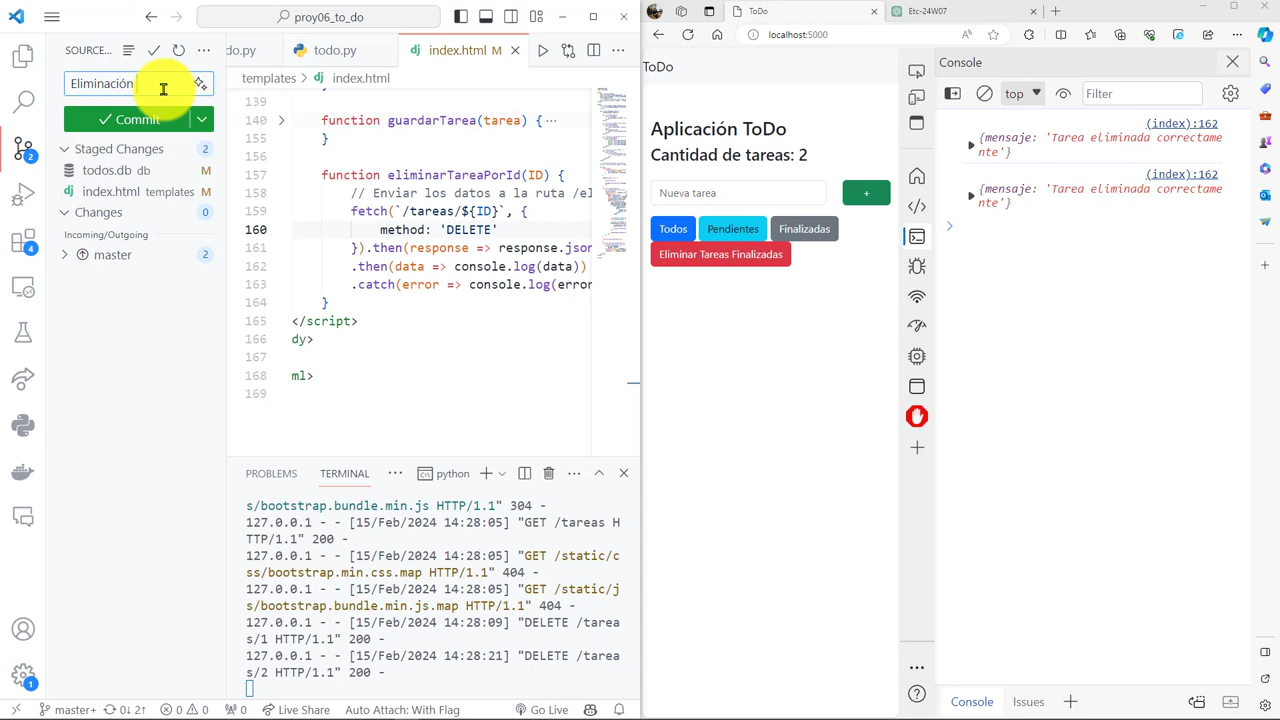 proy06_to_do
SOURCE...
Eliminación
Commit
Staged Changes
2
todos.db db
M
index.html templates
M
Changes
0
2
do.py
todo.py
index.html M
templates > index.html
139
140 function guardarTarea(tarea) { ...
155 }
156
157 function eliminarTareaPorId(ID) {
158 Enviar los datos a la ruta /el
159 fetch(`/tareas/${ID}`, {
160 method: 'DELETE'
161 }).then(response => response.json
162 .then(data => console.log(data))
163 .catch(error => console.log(error
164 }
165 </script>
166 dy>
167
168 ml>
169
PROBLEMS
TERMINAL
...
python
s/bootstrap.bundle.min.js HTTP/1.1" 304 -
127.0.0.1 - - [15/Feb/2024 14:28:05] "GET /tareas H
TTP/1.1" 200 -
127.0.0.1 - - [15/Feb/2024 14:28:05] "GET /static/c
ss/bootstrap.min.css.map HTTP/1.1" 404 -
127.0.0.1 - - [15/Feb/2024 14:28:05] "GET /static/j
s/bootstrap.bundle.min.js.map HTTP/1.1" 404 -
127.0.0.1 - - [15/Feb/2024 14:28:09] "DELETE /tarea
s/1 HTTP/1.1" 200 -
127.0.0.1 - - [15/Feb/2024 14:28:21] "DELETE /tarea
s/2 HTTP/1.1" 200 -
2
4
1
master+
0↓ 2↑
0
0
0
Live Share
Auto Attach: With Flag
Go Live
ToDo
Etc-24W07
localhost:5000
ToDo
Aplicación ToDo
Cantidad de tareas: 2
Nueva tarea
+
Todos
Pendientes
Finalizadas
Eliminar Tareas Finalizadas
Console
top
Filter
(index):162
{mensaje: 'Tarea eliminada correctame
nte'}
(index):162
{mensaje: 'Tarea eliminada correctame
nte'}
Console
Issues